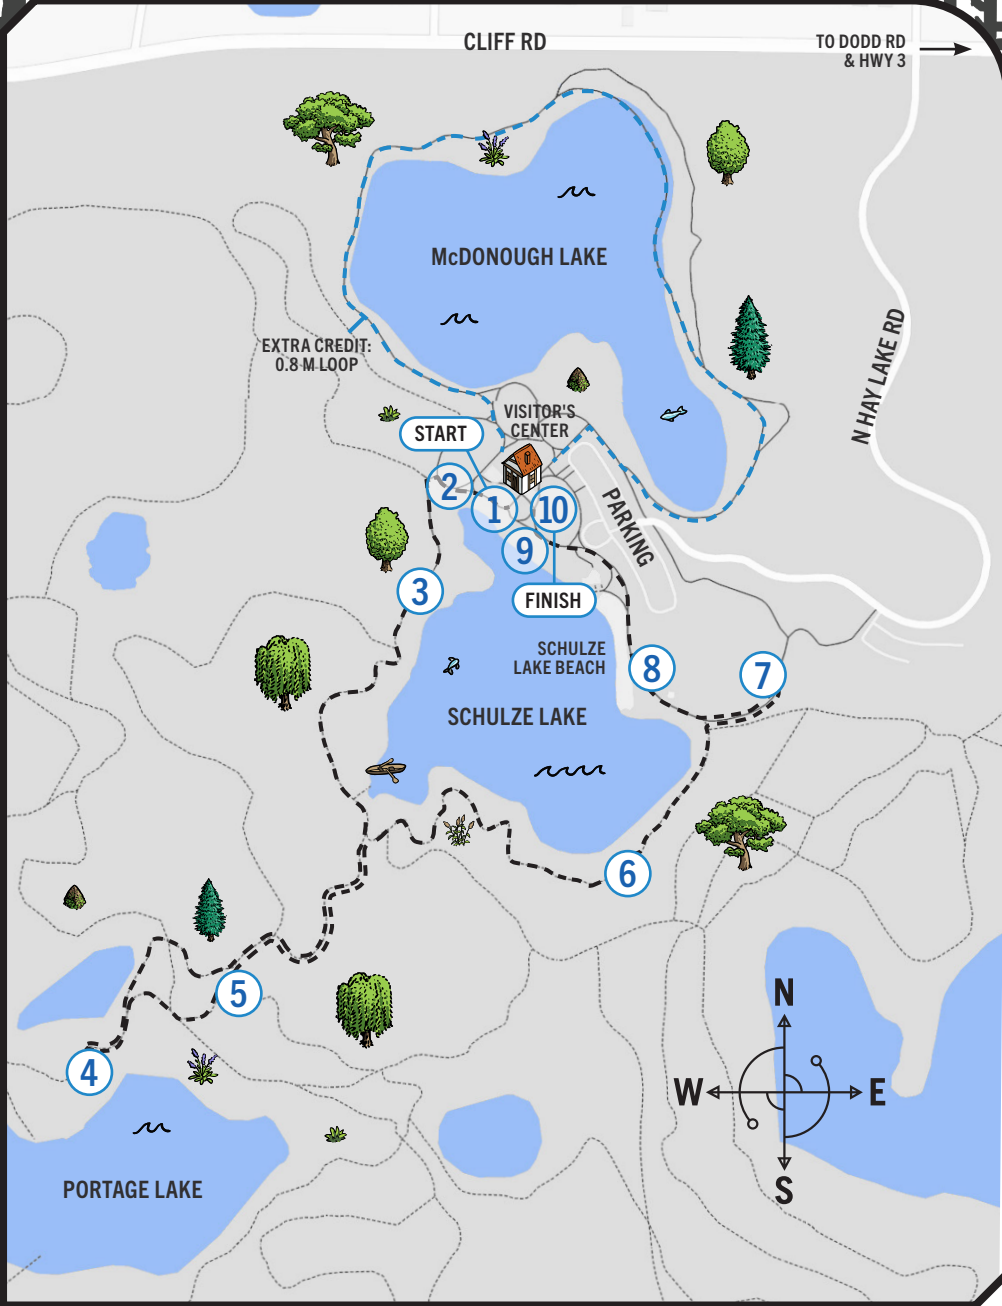 CLIFF RD
TO DODD RD
& HWY 3
McDONOUGH LAKE
N HAY LAKE RD
EXTRA CREDIT:
0.8 M LOOP
VISITOR'S
CENTER
START
2
1
10
PARKING
9
3
FINISH
SCHULZE
LAKE BEACH
8
7
SCHULZE LAKE
6
5
4
N
W
E
S
PORTAGE LAKE